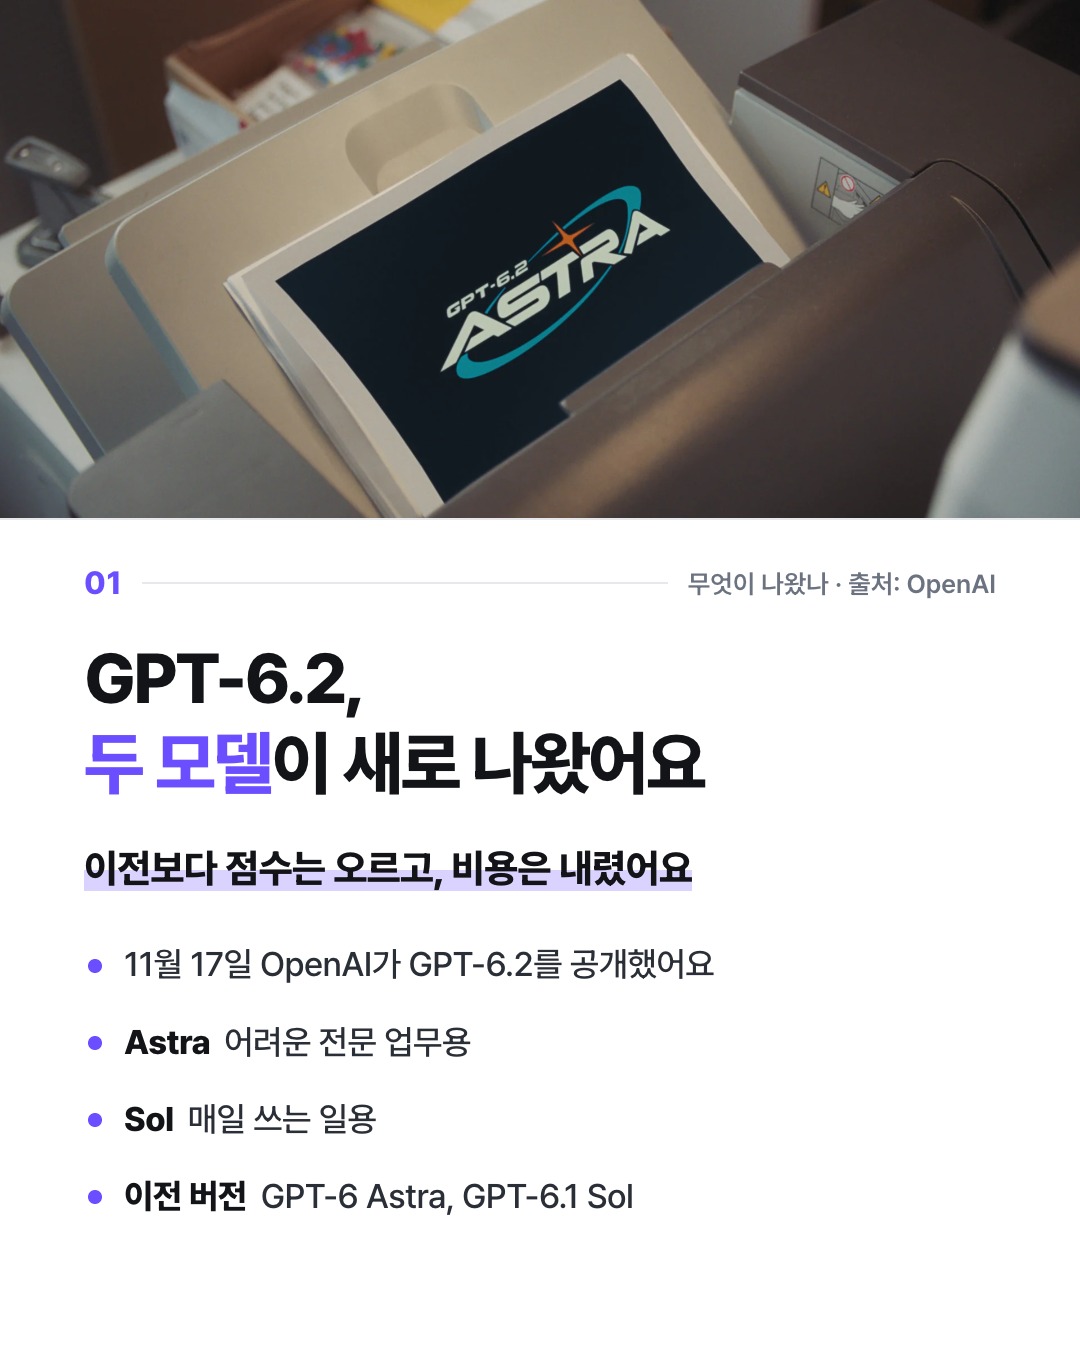 GPT-6.2
ASTRA
01
무엇이 나왔나 · 출처: OpenAI
GPT-6.2,
두 모델이 새로 나왔어요
이전보다 점수는 오르고, 비용은 내렸어요
11월 17일 OpenAI가 GPT-6.2를 공개했어요
Astra 어려운 전문 업무용
Sol 매일 쓰는 일용
이전 버전 GPT-6 Astra, GPT-6.1 Sol